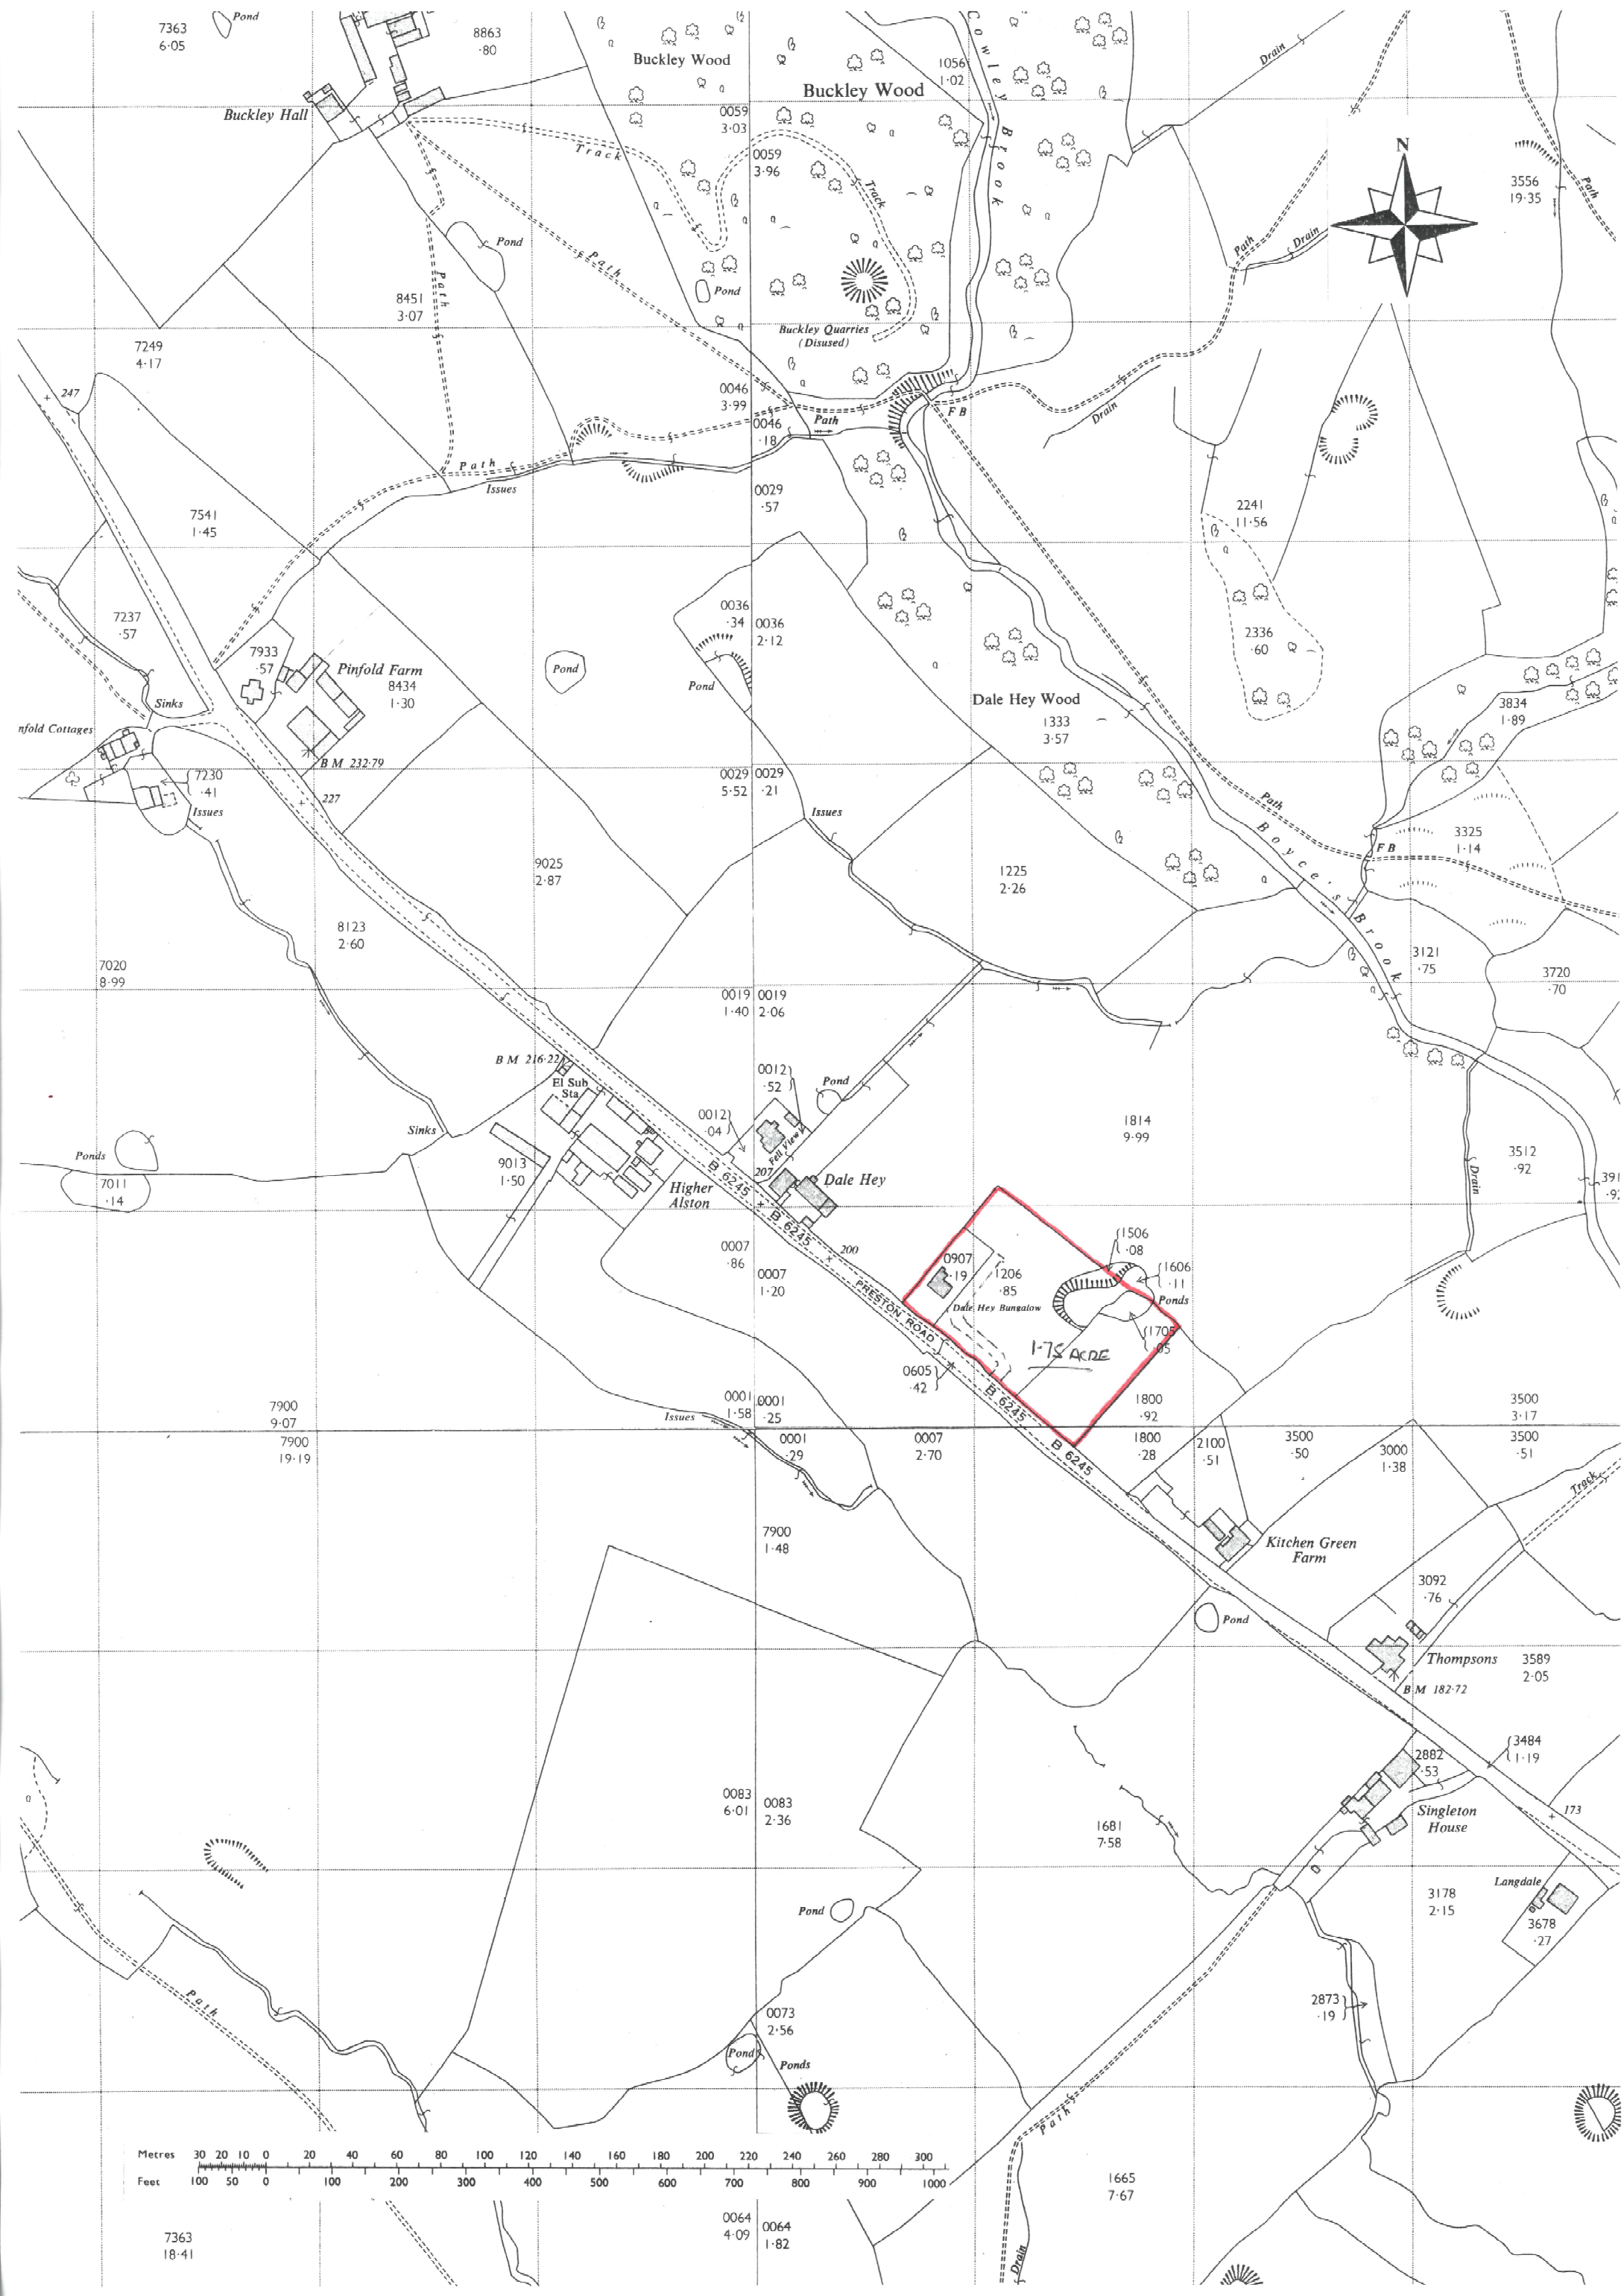 7363
6·05
Pond
8863
·80
Buckley Wood
Buckley Wood
1056
1·02
Cowley Brook
Drain
Buckley Hall
0059
3·03
Track
0059
3·96
Track
N
3556
19·35
Path
Pond
Path
Path
Path
Drain
8451
3·07
Pond
Buckley Quarries
(Disused)
7249
4·17
247
0046
3·99
0046
·18
Path
F B
Drain
Path
Issues
0029
·57
7541
1·45
2241
11·56
7237
·57
0036
·34
0036
2·12
2336
·60
7933
·57
Pinfold Farm
8434
1·30
Pond
Pond
Dale Hey Wood
1333
3·57
3834
1·89
Sinks
nfold Cottages
B M 232·79
7230
·41
227
Issues
0029
5·52
0029
·21
Issues
Path
Boyce's Brook
3325
1·14
F B
9025
2·87
1225
2·26
8123
2·60
7020
8·99
3121
·75
3720
·70
0019
1·40
0019
2·06
B M 216·22
El Sub
Sta
0012
·52
Pond
0012
·04
Fell View
1814
9·99
Sinks
Ponds
7011
·14
9013
1·50
B 6245
207
Dale Hey
Higher
Alston
B 6245
3512
·92
Drain
391
·9
0007
·86
200
0007
1·20
PRESTON ROAD
0907
·19
1206
·85
Dale Hey Bungalow
1506
·08
1606
·11
Ponds
1705
·05
1·75 ACRE
0605
·42
B 6245
7900
9·07
0001
1·58
0001
·25
Issues
1800
·92
3500
3·17
7900
19·19
0001
·29
0007
2·70
B 6245
1800
·28
2100
·51
3500
·50
3000
1·38
3500
·51
Track
7900
1·48
Kitchen Green
Farm
3092
·76
Pond
Thompsons
3589
2·05
B M 182·72
3484
1·19
2882
·53
0083
6·01
0083
2·36
1681
7·58
Singleton
House
173
Langdale
3178
2·15
3678
·27
Pond
Path
2873
·19
0073
2·56
Pond
Ponds
Path
Metres 30 20 10 0 20 40 60 80 100 120 140 160 180 200 220 240 260 280 300
Feet 100 50 0 100 200 300 400 500 600 700 800 900 1000
1665
7·67
7363
18·41
0064
4·09
0064
1·82
Drain